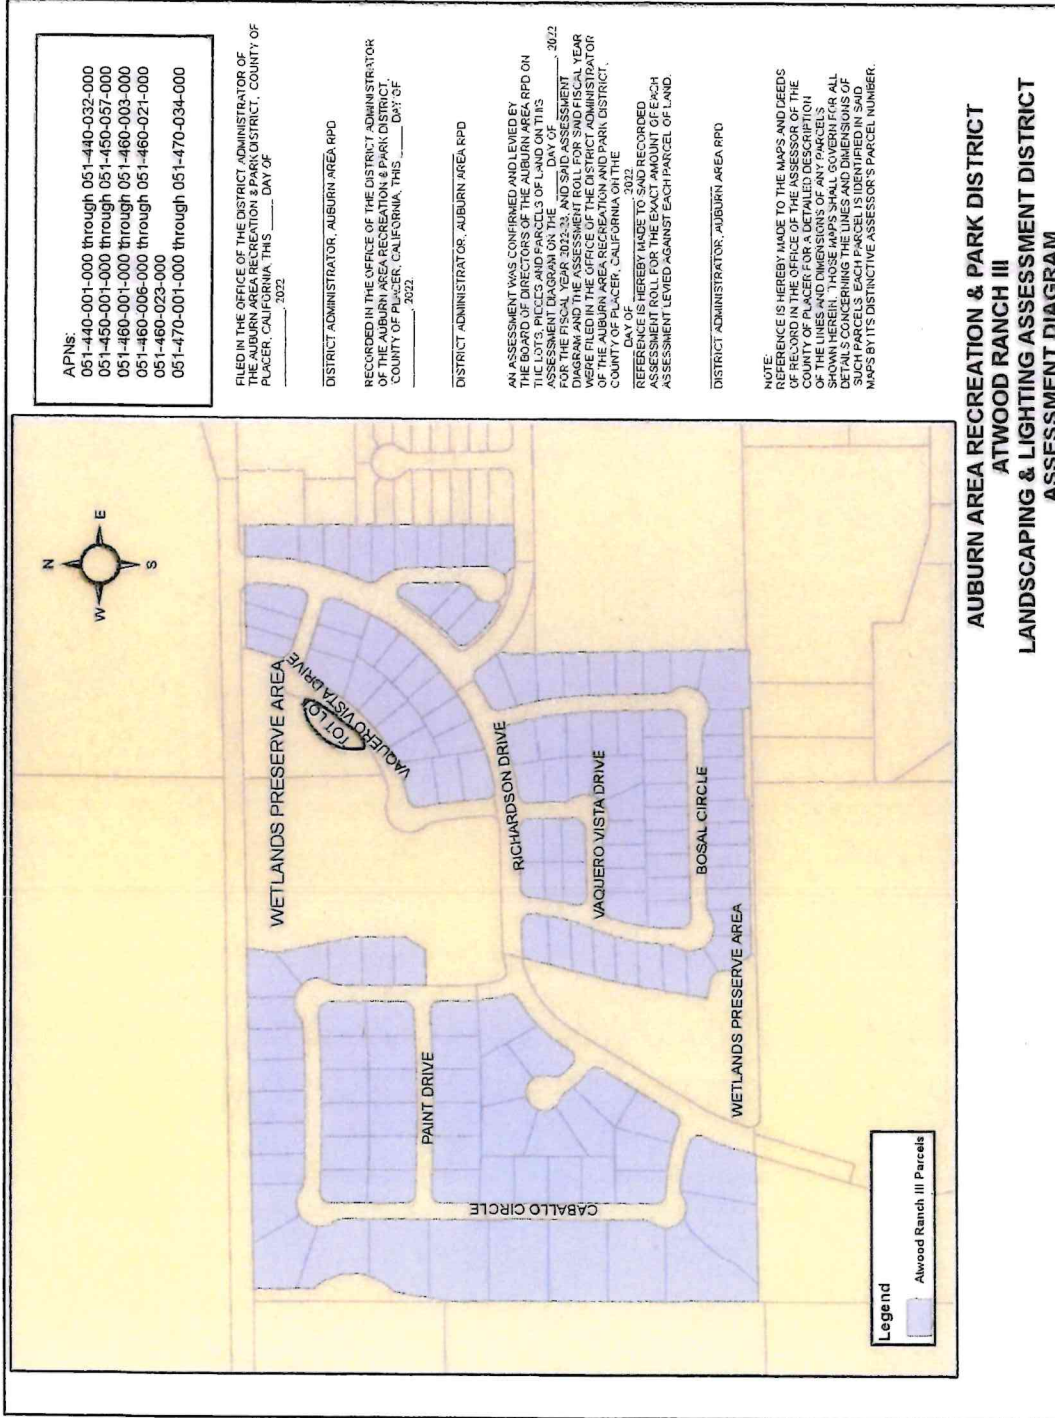 APNs:
051-440-001-000 through 051-440-032-000
051-450-001-000 through 051-450-057-000
051-460-001-000 through 051-460-003-000
051-460-006-000 through 051-460-021-000
051-460-023-000
051-470-001-000 through 051-470-034-000
FILED IN THE OFFICE OF THE DISTRICT ADMINISTRATOR OF
THE AUBURN AREA RECREATION & PARK DISTRICT, COUNTY OF
PLACER, CALIFORNIA, THIS ____ DAY OF
________, 2022
DISTRICT ADMINISTRATOR, AUBURN AREA RPD
RECORDED IN THE OFFICE OF THE DISTRICT ADMINISTRATOR
OF THE AUBURN AREA RECREATION & PARK DISTRICT,
COUNTY OF PLACER, CALIFORNIA, THIS ____ DAY OF
________, 2022.
DISTRICT ADMINISTRATOR, AUBURN AREA RPD
AN ASSESSMENT WAS CONFIRMED AND LEVIED BY
THE BOARD OF DIRECTORS OF THE AUBURN AREA RPD ON
THE LOTS, PIECES AND PARCELS OF LAND ON THIS
ASSESSMENT DIAGRAM ON THE ____ DAY OF ________, 2022
FOR THE FISCAL YEAR 2022-23, AND SAID ASSESSMENT
DIAGRAM AND THE ASSESSMENT ROLL FOR SAID FISCAL YEAR
WERE FILED IN THE OFFICE OF THE DISTRICT ADMINISTRATOR
OF THE AUBURN AREA RECREATION AND PARK DISTRICT,
COUNTY OF PLACER, CALIFORNIA ON THE ____
DAY OF ________, 2022.
REFERENCE IS HEREBY MADE TO SAID RECORDED
ASSESSMENT ROLL FOR THE EXACT AMOUNT OF EACH
ASSESSMENT LEVIED AGAINST EACH PARCEL OF LAND.
DISTRICT ADMINISTRATOR, AUBURN AREA RPD
NOTE:
REFERENCE IS HEREBY MADE TO THE MAPS AND DEEDS
OF RECORD IN THE OFFICE OF THE ASSESSOR OF THE
COUNTY OF PLACER FOR A DETAILED DESCRIPTION
OF THE LINES AND DIMENSIONS OF ANY PARCELS
SHOWN HEREIN. THOSE MAPS SHALL GOVERN FOR ALL
DETAILS CONCERNING THE LINES AND DIMENSIONS OF
SUCH PARCELS. EACH PARCEL IS IDENTIFIED IN SAID
MAPS BY ITS DISTINCTIVE ASSESSOR'S PARCEL NUMBER.
N
W
E
S
WETLANDS PRESERVE AREA
VAQUERO VISTA DRIVE
TOT LO
RICHARDSON DRIVE
VAQUERO VISTA DRIVE
BOSAL CIRCLE
PAINT DRIVE
CABALLO CIRCLE
WETLANDS PRESERVE AREA
Legend
Atwood Ranch III Parcels
AUBURN AREA RECREATION & PARK DISTRICT
ATWOOD RANCH III
LANDSCAPING & LIGHTING ASSESSMENT DISTRICT
ASSESSMENT DIAGRAM